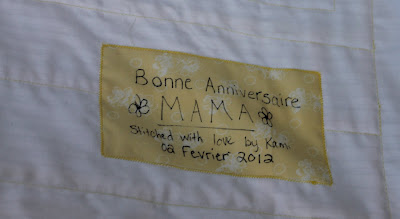 Bonne Anniversaire
MAMA
Stitched with love by Kami
02 Fevrier 2012